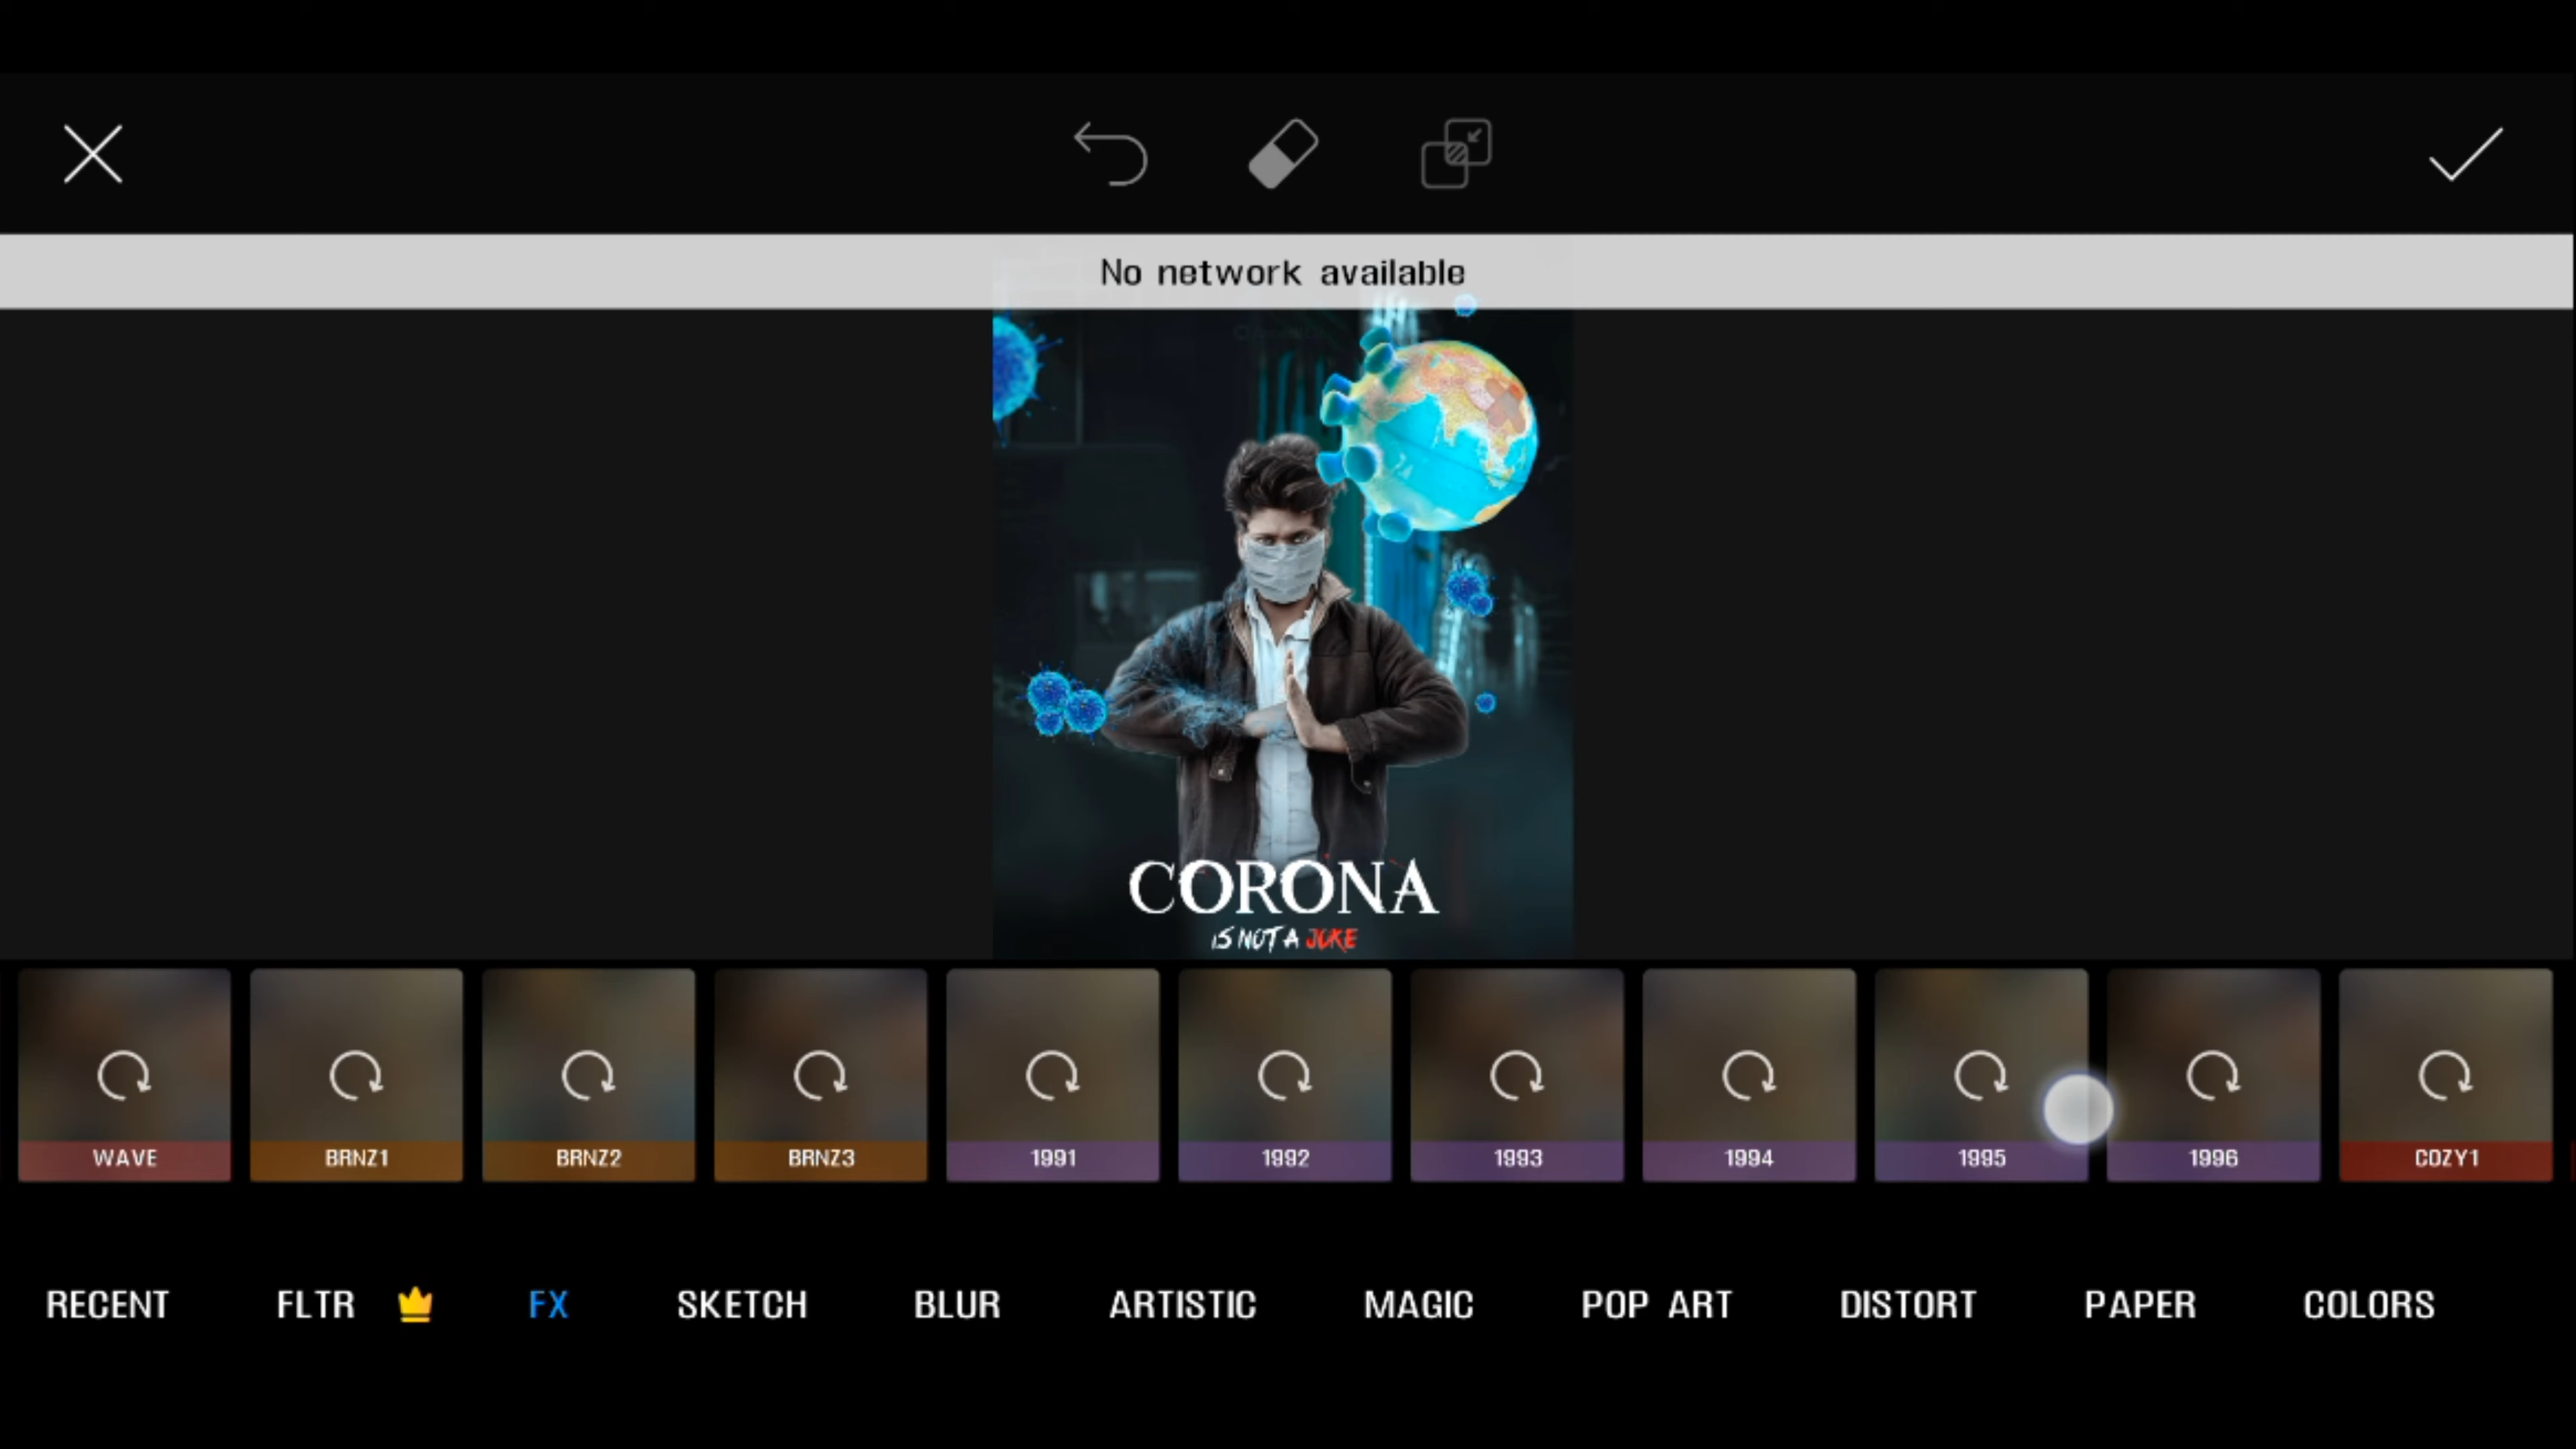 No network available
CORONA
IS NOT A JOKE
WAVE
BRNZ1
BRNZ2
BRNZ3
1991
1992
1993
1994
1995
1996
COZY1
RECENT
FLTR
FX
SKETCH
BLUR
ARTISTIC
MAGIC
POP ART
DISTORT
PAPER
COLORS